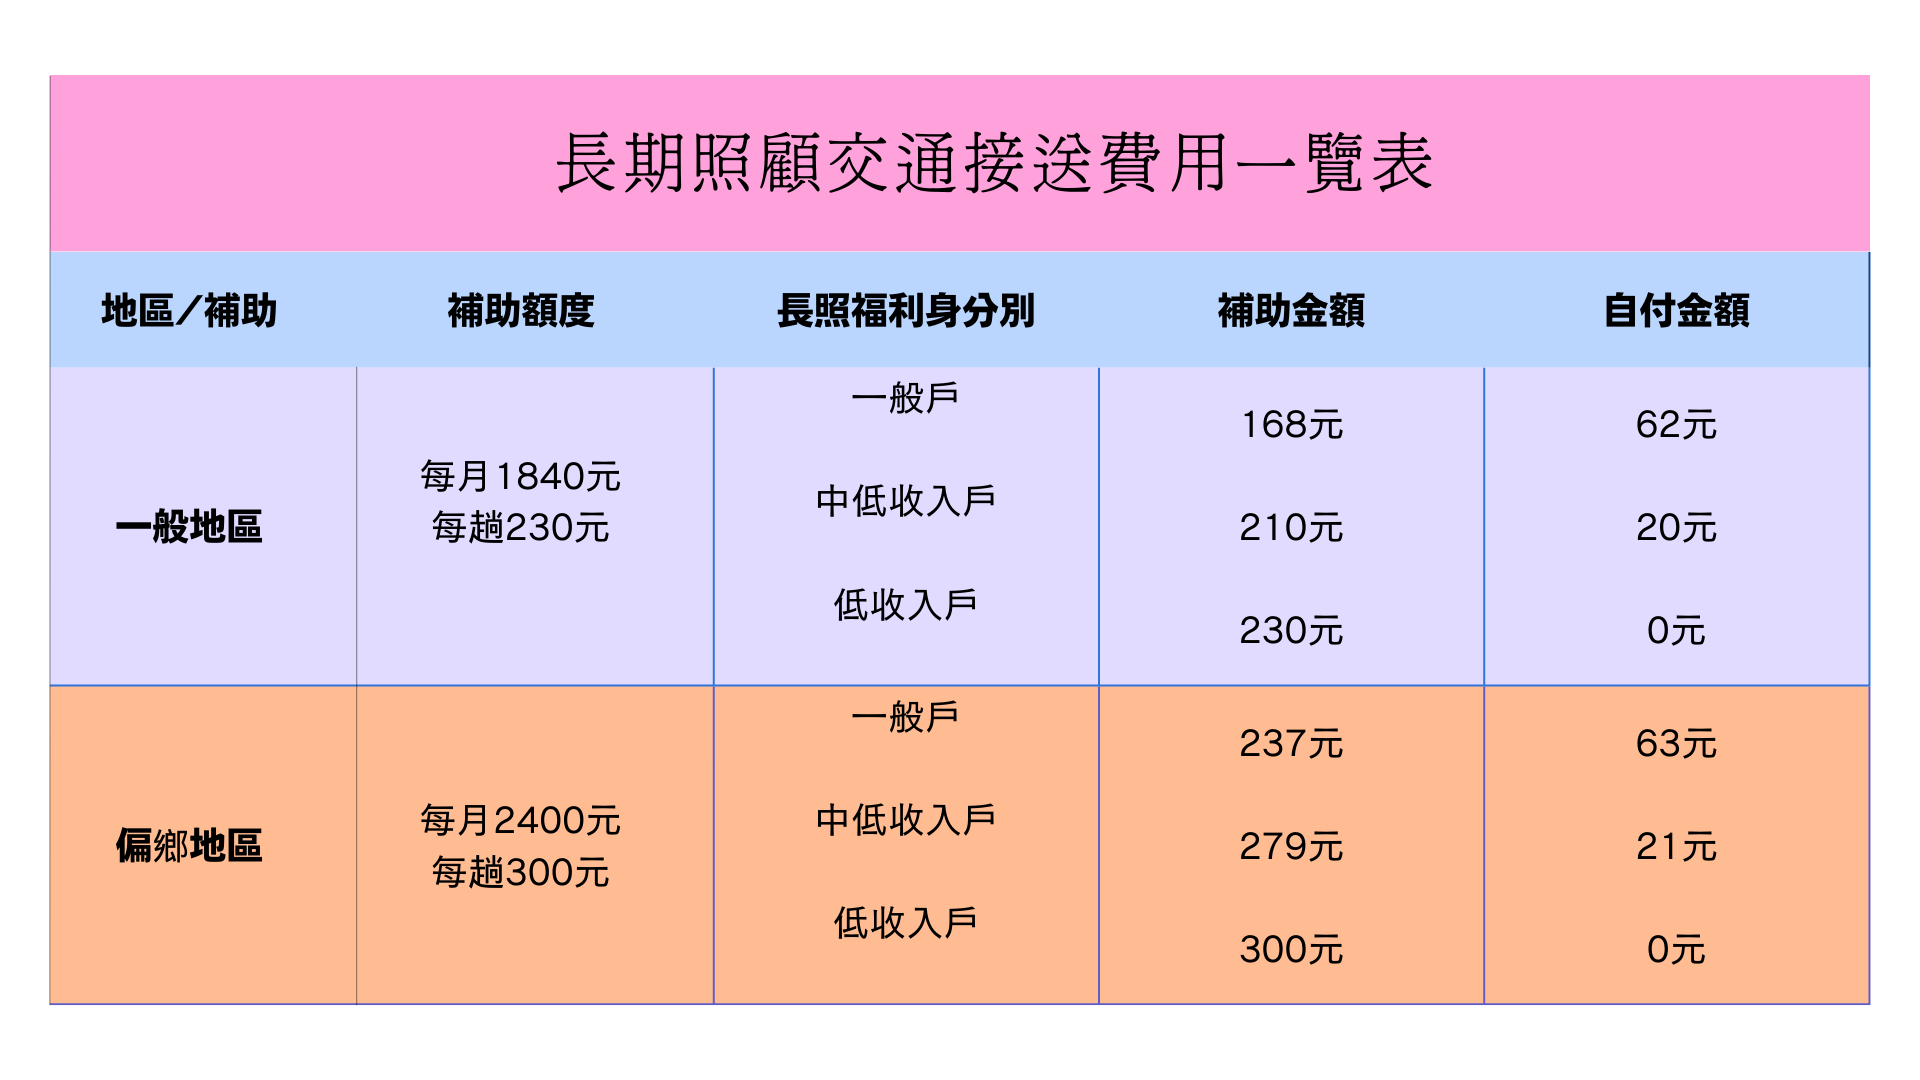 長期照顧交通接送費用一覽表
地區／補助 補助額度 長照福利身分別 補助金額 自付金額
一般地區
每月1840元
每趟230元
一般戶 168元 62元
中低收入戶 210元 20元
低收入戶 230元 0元
偏鄉地區
每月2400元
每趟300元
一般戶 237元 63元
中低收入戶 279元 21元
低收入戶 300元 0元